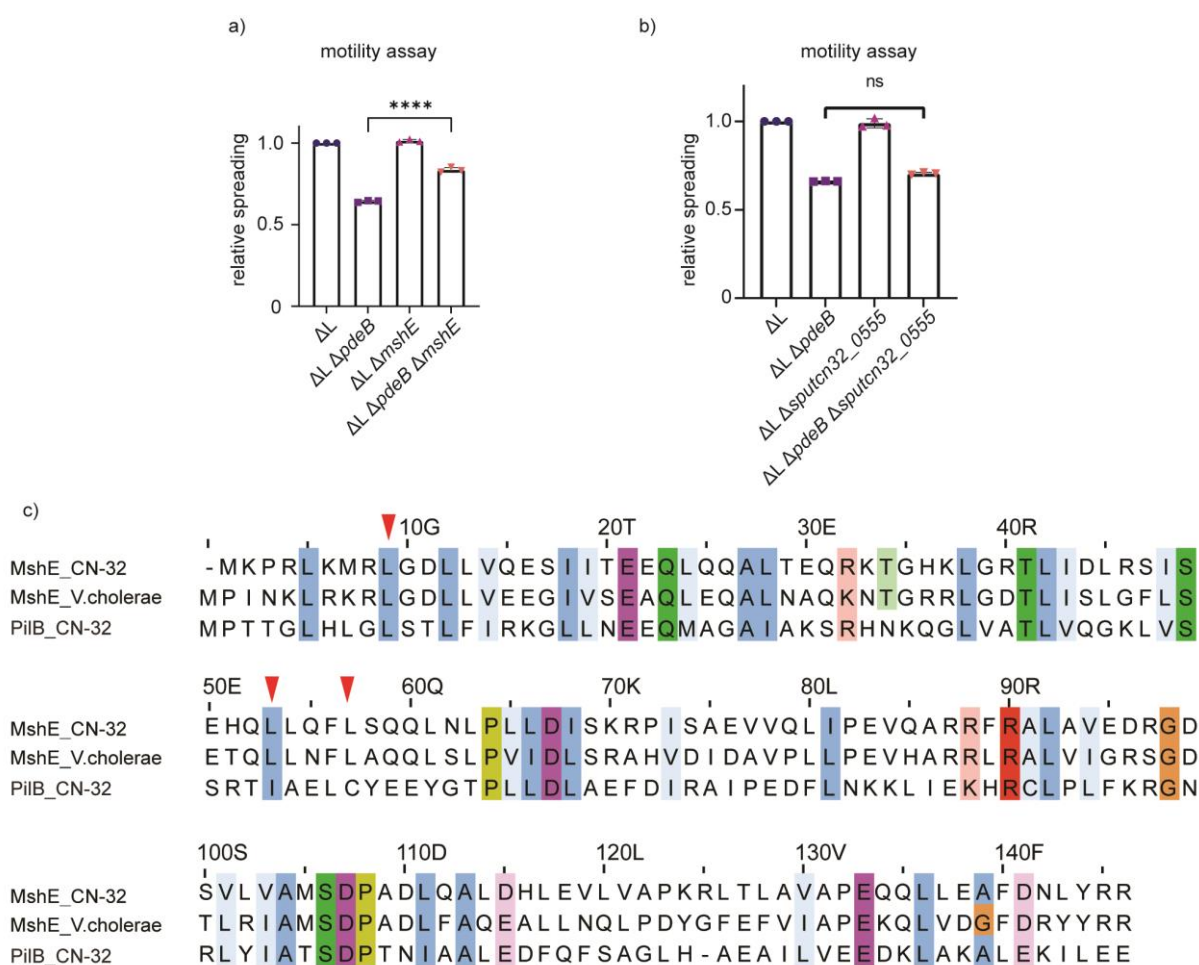 a)
motility assay
****
relative spreading
1.0
0.5
0
ΔL
ΔL ΔpdeB
ΔL ΔmshE
ΔL ΔpdeB ΔmshE
b)
motility assay
ns
relative spreading
1.0
0.5
0
ΔL
ΔL ΔpdeB
ΔL Δsputcn32_0555
ΔL ΔpdeB Δsputcn32_0555
c)
10G 20T 30E 40R
MshE_CN-32 -MKPRLKMRLGDLLVQESIITEEQLQQALTEQRKTGHKLGRTLIDLRSIS
MshE_V.cholerae MPINKLRKRLGDLLVEEGIVSEAQLEQALNAQKNTGRRLGDTLISLGFLS
PilB_CN-32 MPTTGLHLGLSTLFIRKGLLNEEQMAGAIAKSRHNKQGLVATLVQGKLVS
50E 60Q 70K 80L 90R
MshE_CN-32 EHQLLQFLSQQLNLPLLDISKRPISAEVVQLIPEVQARRFRALAVEDRGD
MshE_V.cholerae ETQLLNFLAQQLSLPVIDLSRAHVDIDAVPLLPEVHARRLRALVIGRSGD
PilB_CN-32 SRTIAELCYEEYGTPLLDLAEFDIRAIPEDFLNKKLIEKHRCLPLFKRGN
100S 110D 120L 130V 140F
MshE_CN-32 SVLVAMSDPADLQALDHLEVLVAPKRLTLAVAPEQQLLEAFDNLYRR
MshE_V.cholerae TLRIAMSDPADLFAQEALLNQLPDYGFEFVIAPEKQLVDGFDRYYRR
PilB_CN-32 RLYIATSDPTNIAALEDFQFSAGLH-AEAILVEEDKLAKALEKILEE